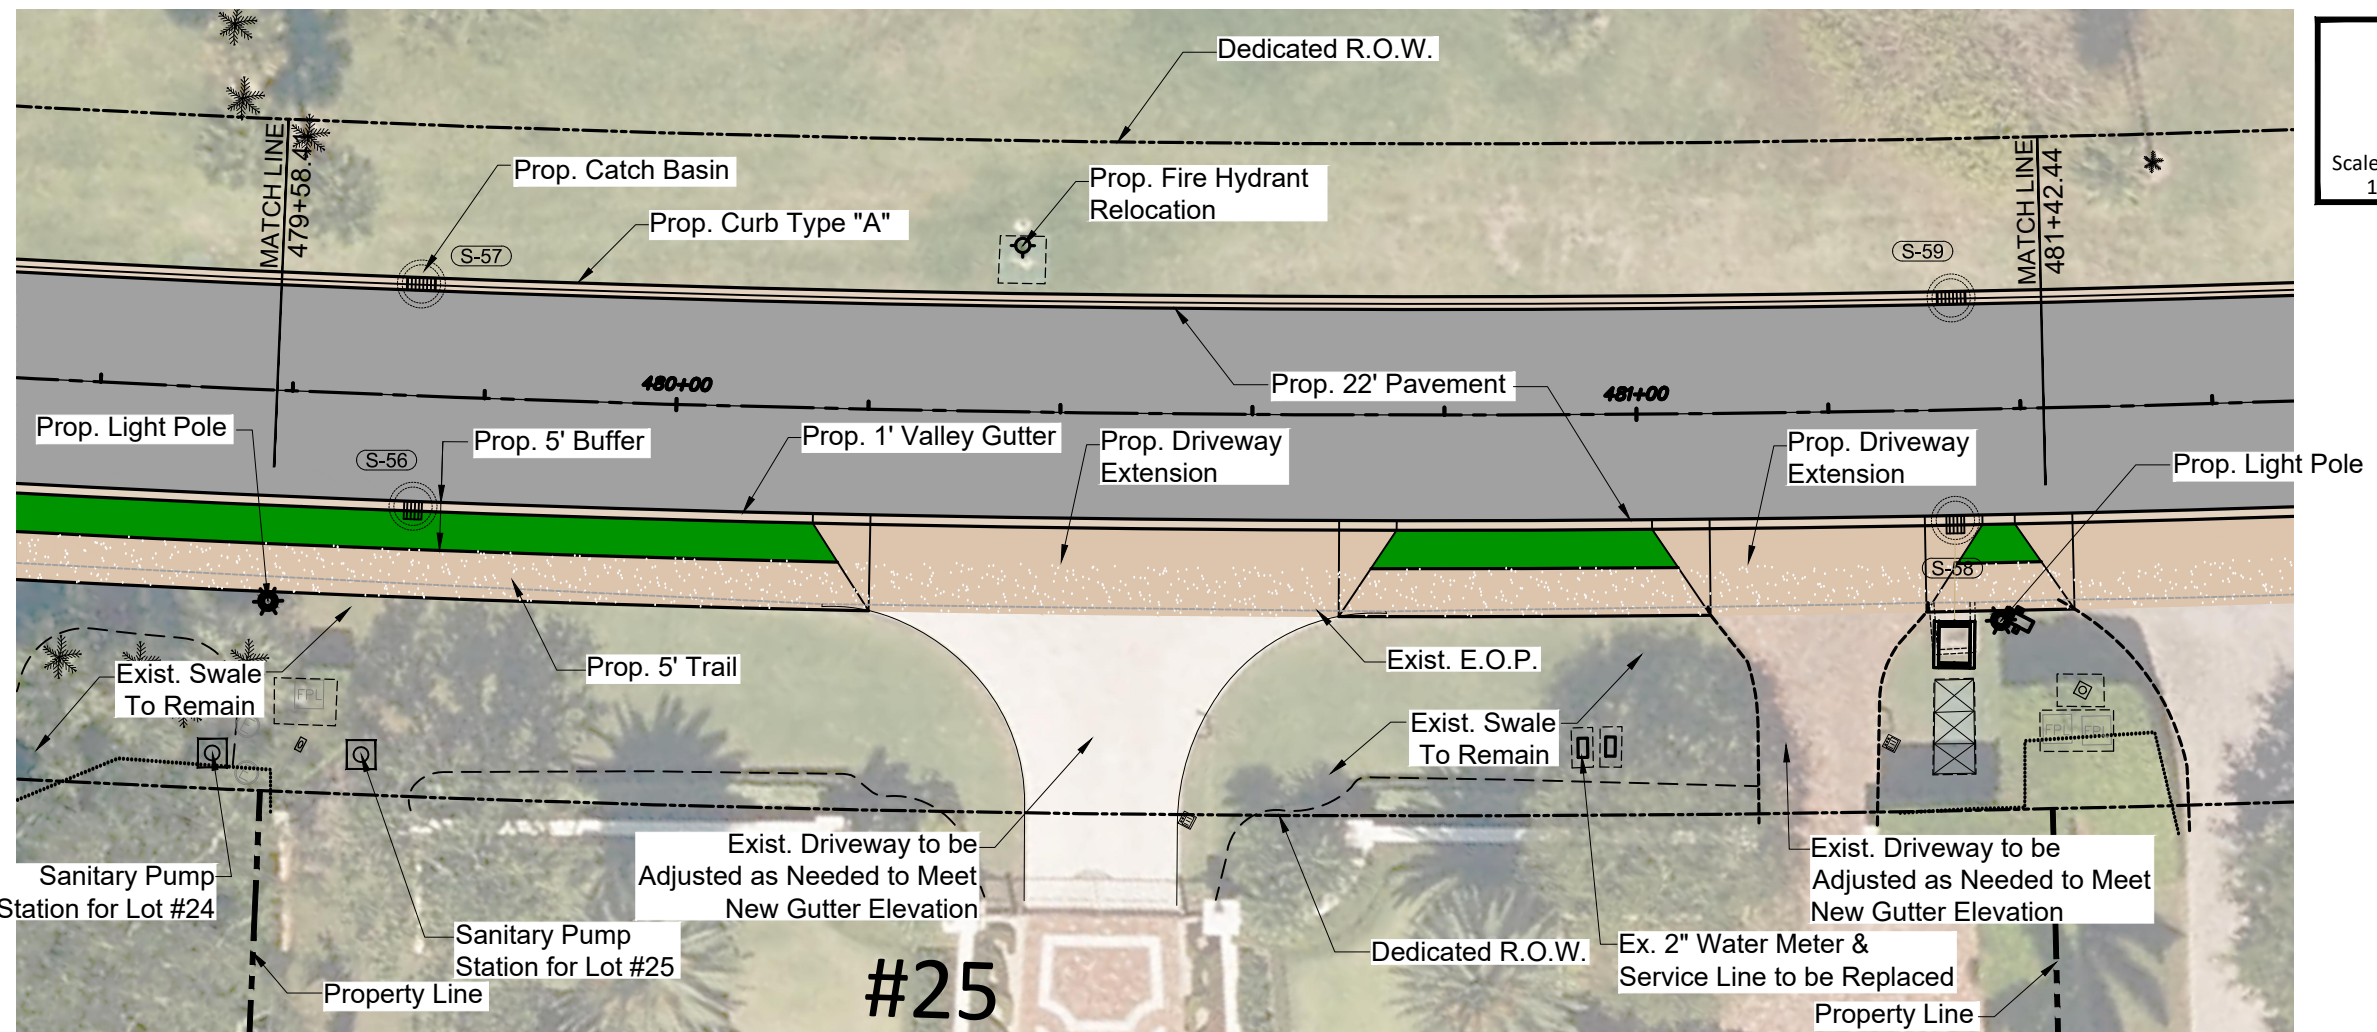 Dedicated R.O.W.
MATCH LINE
Prop. Catch Basin
Prop. Fire Hydrant
Relocation
Prop. Curb Type "A"
S-57
S-59
MATCH LINE
481+42.44
Scale
1
480+00
Prop. 22' Pavement
481+00
Prop. Light Pole
Prop. 5' Buffer
Prop. 1' Valley Gutter
Prop. Driveway
Extension
Prop. Driveway
Extension
Prop. Light Pole
S-56
S-58
Exist. Swale
To Remain
FPL
Prop. 5' Trail
Exist. E.O.P.
Exist. Swale
To Remain
FPL
FPL
Sanitary Pump
Station for Lot #24
Exist. Driveway to be
Adjusted as Needed to Meet
New Gutter Elevation
Exist. Driveway to be
Adjusted as Needed to Meet
New Gutter Elevation
Sanitary Pump
Station for Lot #25
Property Line
#25
Dedicated R.O.W.
Ex. 2" Water Meter &
Service Line to be Replaced
Property Line